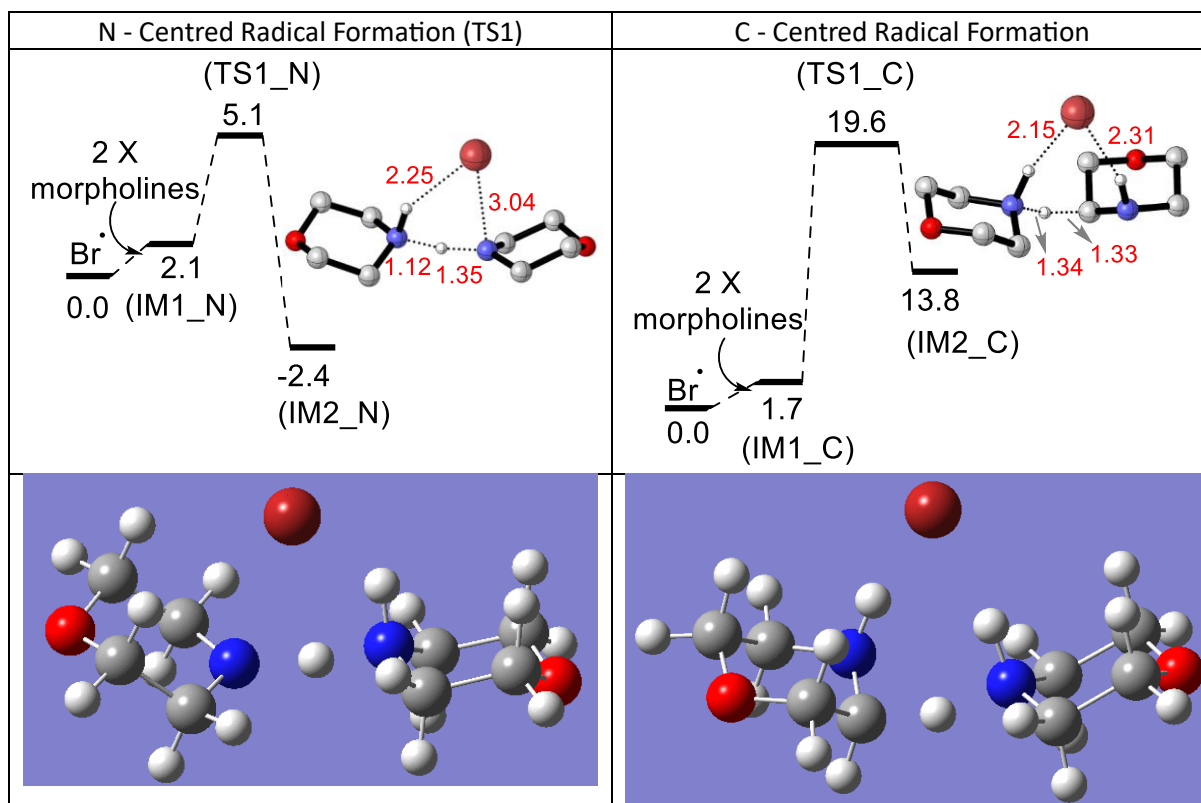 N - Centred Radical Formation (TS1)
(TS1_N)
5.1
2 X
morpholines
Br•
0.0
2.1
(IM1_N)
-2.4
(IM2_N)
2.25
3.04
1.12
1.35
C - Centred Radical Formation
(TS1_C)
19.6
2 X
morpholines
Br•
0.0
1.7
(IM1_C)
13.8
(IM2_C)
2.15
2.31
1.34
1.33